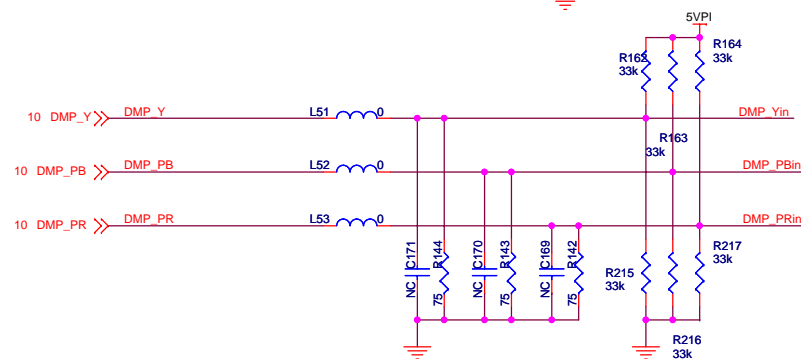 5VPI
R162
33k
R164
33k
10 DMP_Y
DMP_Y
L51
0
DMP_Yin
R163
33k
10 DMP_PB
DMP_PB
L52
0
DMP_PBin
10 DMP_PR
DMP_PR
L53
0
DMP_PRin
C171
NC
R144
75
C170
NC
R143
75
C169
NC
R142
75
R215
33k
R217
33k
R216
33k